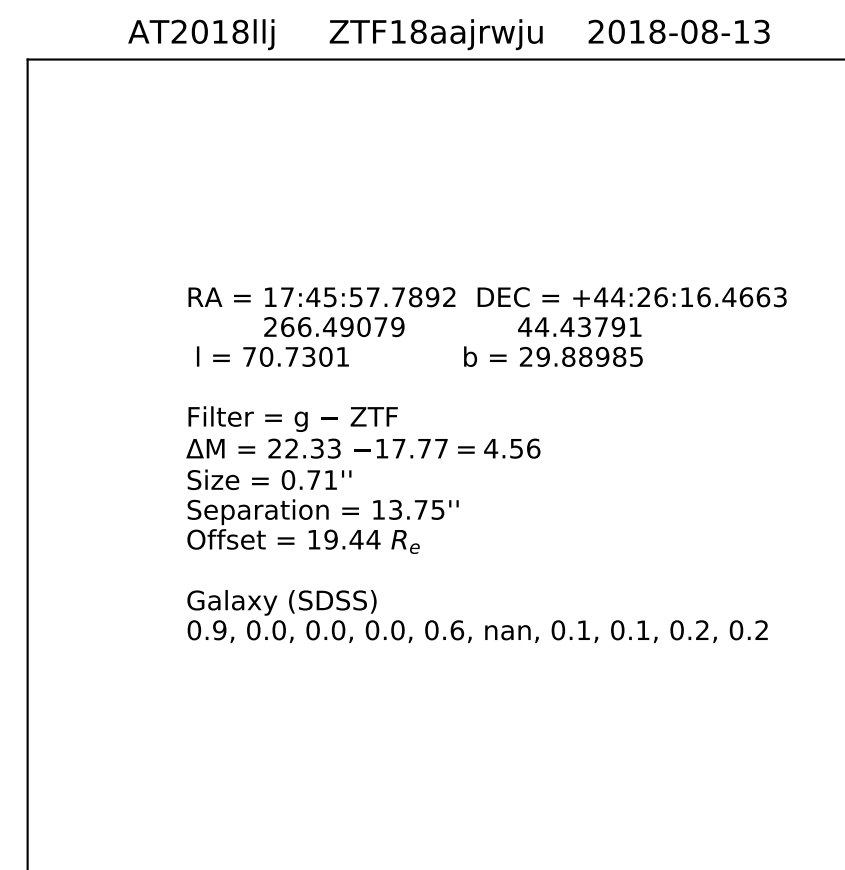 AT2018llj ZTF18aajrwju 2018-08-13
RA = 17:45:57.7892 DEC = +44:26:16.4663
266.49079 44.43791
l = 70.7301 b = 29.88985
Filter = g − ZTF
ΔM = 22.33 −17.77 = 4.56
Size = 0.71''
Separation = 13.75''
Offset = 19.44 Rₑ
Galaxy (SDSS)
0.9, 0.0, 0.0, 0.0, 0.6, nan, 0.1, 0.1, 0.2, 0.2